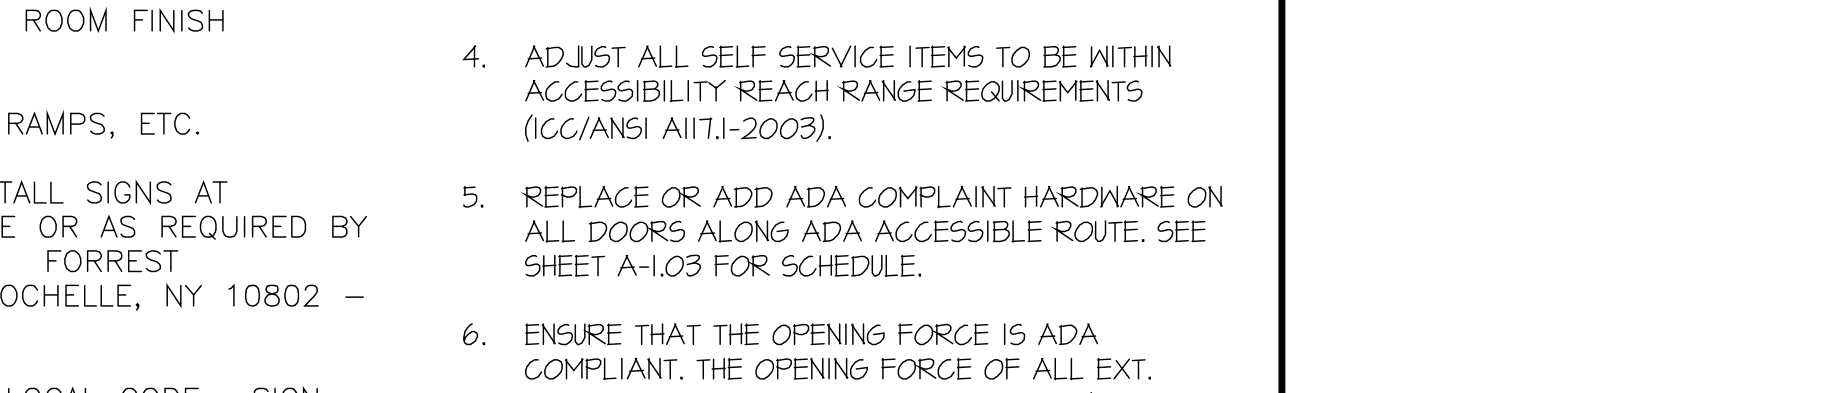 ROOM FINISH
RAMPS, ETC.
TALL SIGNS AT
E OR AS REQUIRED BY
FORREST
OCHELLE, NY 10802 –
LOCAL CODE. SIGN
4. ADJUST ALL SELF SERVICE ITEMS TO BE WITHIN
ACCESSIBILITY REACH RANGE REQUIREMENTS
(ICC/ANSI A117.1-2003).
5. REPLACE OR ADD ADA COMPLAINT HARDWARE ON
ALL DOORS ALONG ADA ACCESSIBLE ROUTE. SEE
SHEET A-1.03 FOR SCHEDULE.
6. ENSURE THAT THE OPENING FORCE IS ADA
COMPLIANT. THE OPENING FORCE OF ALL EXT.